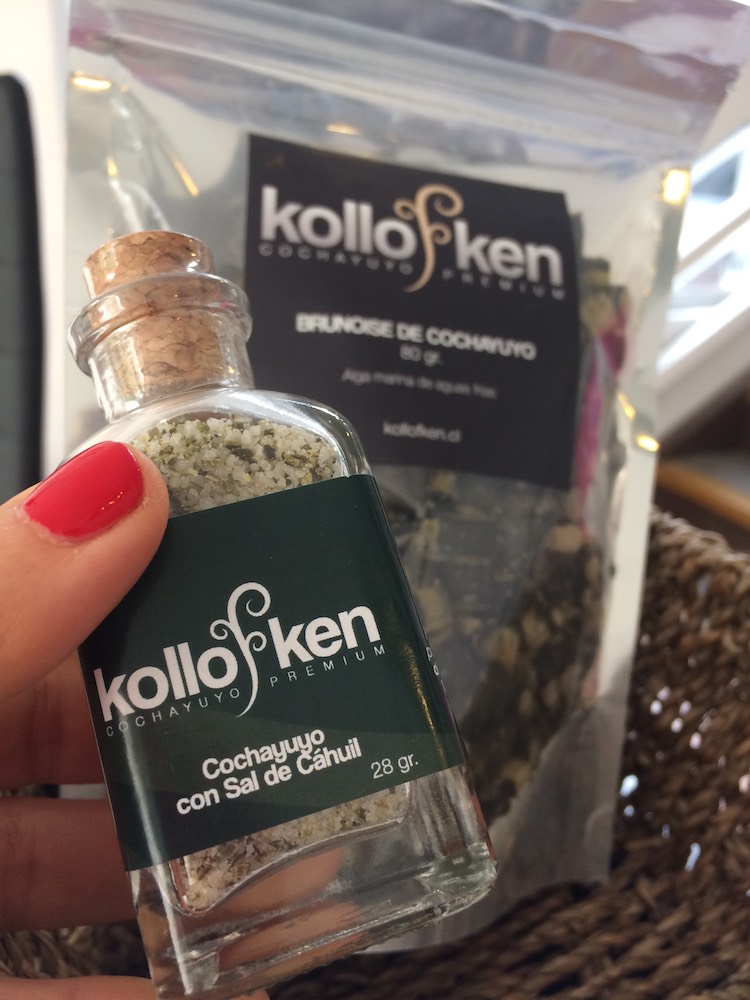 kollofken
COCHAYUYO PREMIUM
BRUNOISE DE COCHAYUYO
80 gr.
Alga marina de aguas frías
kollofken.cl
kollofken
COCHAYUYO PREMIUM
Cochayuyo
con Sal de Cáhuil
28 gr.